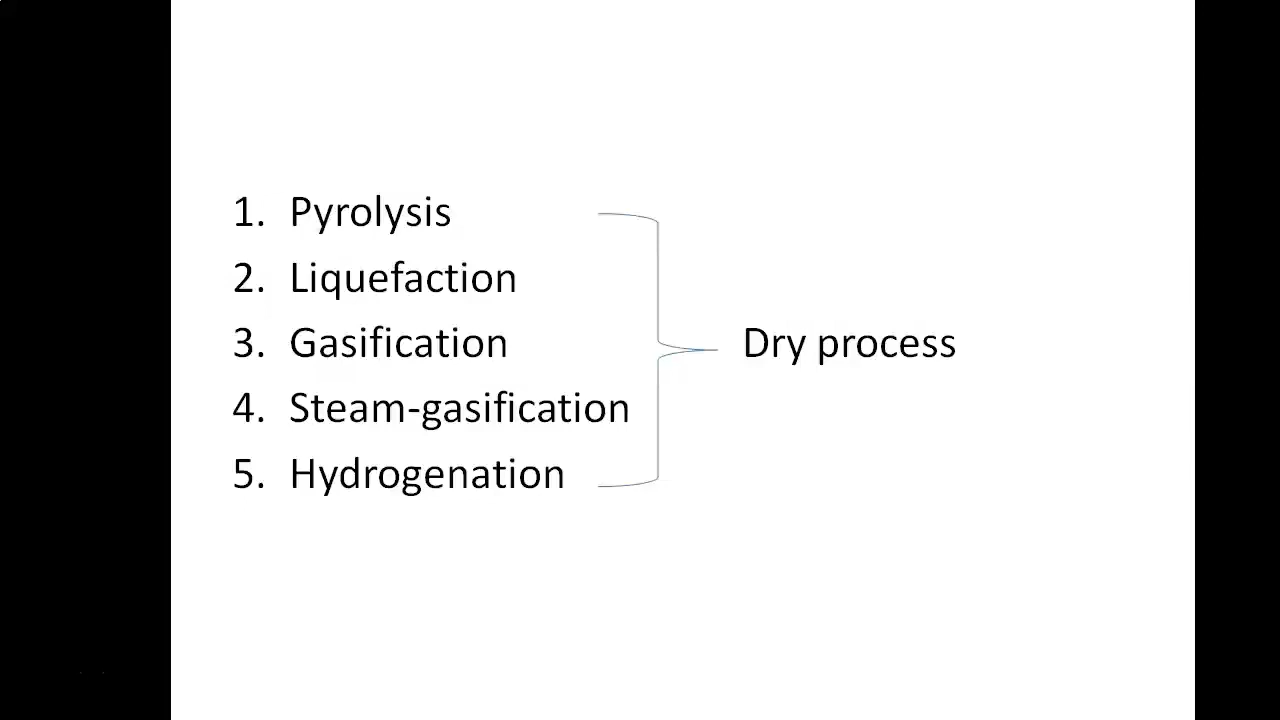 1. Pyrolysis
2. Liquefaction
3. Gasification
4. Steam-gasification
5. Hydrogenation
Dry process